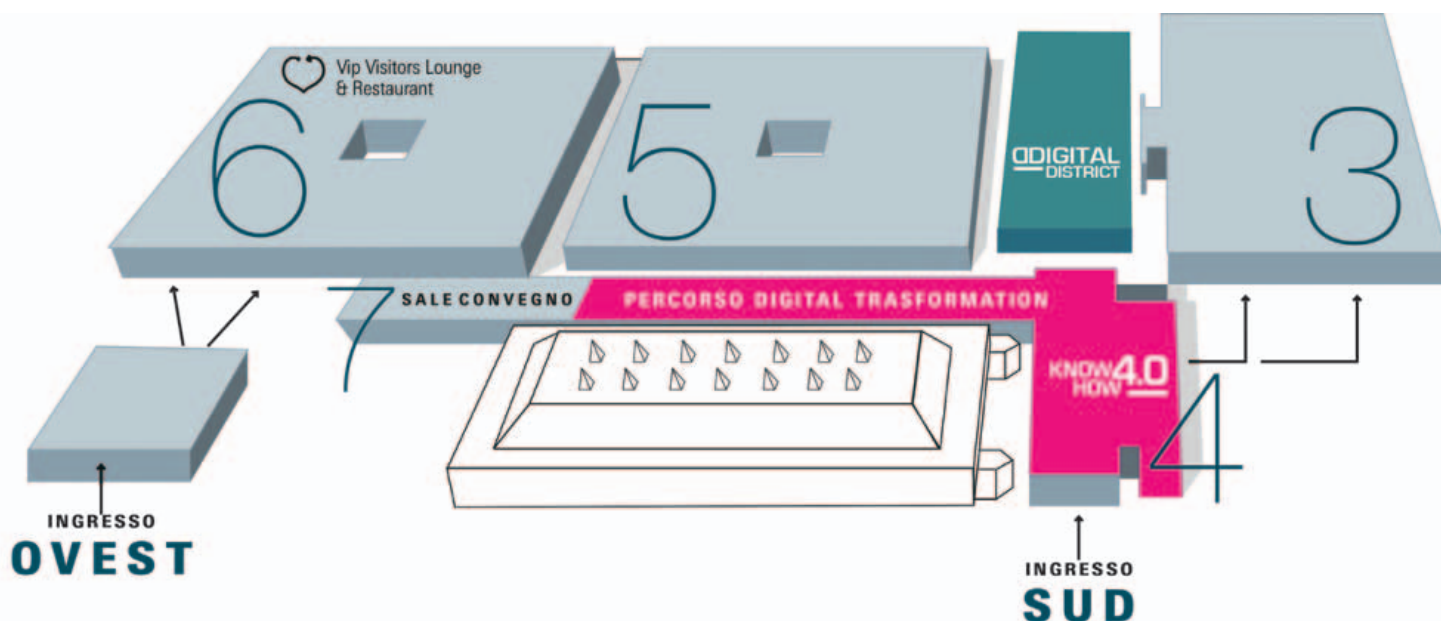 Vip Visitors Lounge
& Restaurant
6
5
3
DDIGITAL
DISTRICT
7
SALE CONVEGNO
PERCORSO DIGITAL TRASFORMATION
KNOW
HOW
4.0
4
INGRESSO
OVEST
INGRESSO
SUD